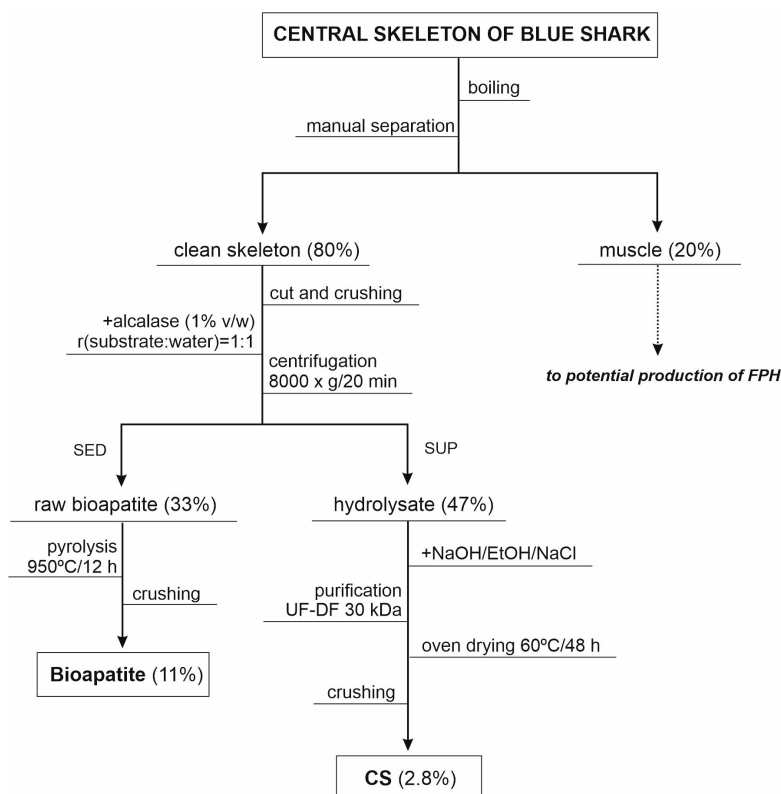 CENTRAL SKELETON OF BLUE SHARK
boiling
manual separation
clean skeleton (80%)
muscle (20%)
cut and crushing
+alcalase (1% v/w)
r(substrate:water)=1:1
centrifugation
8000 x g/20 min
to potential production of FPH
SED
SUP
raw bioapatite (33%)
hydrolysate (47%)
pyrolysis
950ºC/12 h
+NaOH/EtOH/NaCl
crushing
purification
UF-DF 30 kDa
oven drying 60ºC/48 h
Bioapatite (11%)
crushing
CS (2.8%)